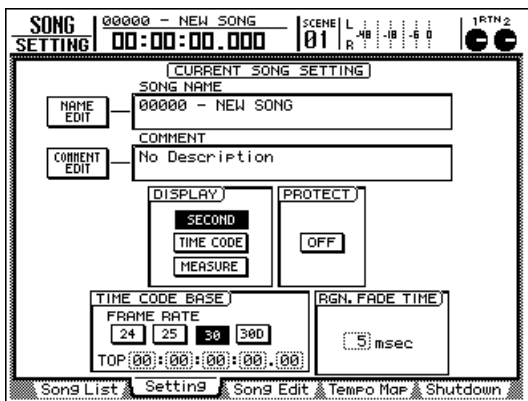 SONG
SETTING
00000 - NEW SONG
00:00:00.000
SCENE
01
L
R
-48 -18 -6 0
1RTN2
CURRENT SONG SETTING
SONG NAME
NAME
EDIT
00000 - NEW SONG
COMMENT
COMMENT
EDIT
No Description
DISPLAY
PROTECT
SECOND
TIME CODE
OFF
MEASURE
TIME CODE BASE
RGN. FADE TIME
FRAME RATE
24 25 30 30D
5 msec
TOP 00:00:00:00.00
Song List Setting Song Edit Tempo Map Shutdown